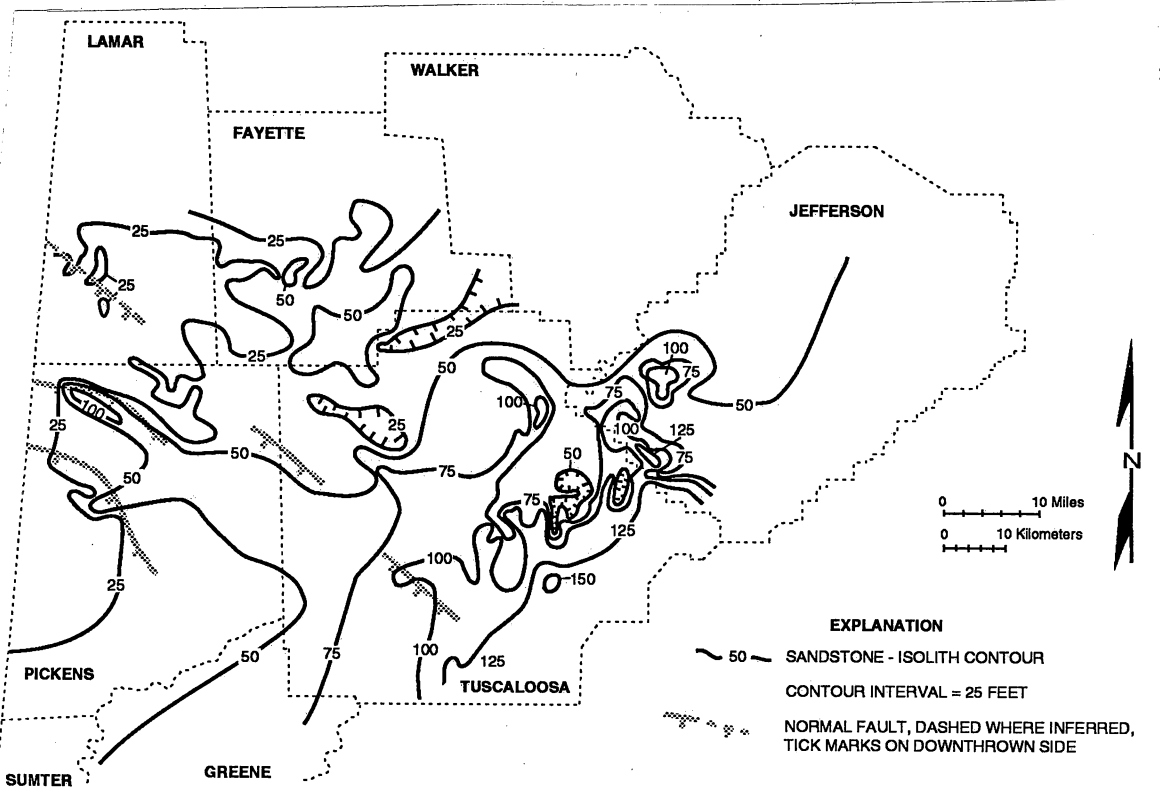 LAMAR
WALKER
FAYETTE
JEFFERSON
25
25
25
50
50
25
25
100
75
50
75
50
100
25
100
25
50
100
125
75
50
75
50
75
125
25
100
150
50
75
100
125
PICKENS
TUSCALOOSA
SUMTER
GREENE
0 10 Miles
0 10 Kilometers
N
EXPLANATION
50 SANDSTONE - ISOLITH CONTOUR
CONTOUR INTERVAL = 25 FEET
NORMAL FAULT, DASHED WHERE INFERRED,
TICK MARKS ON DOWNTHROWN SIDE